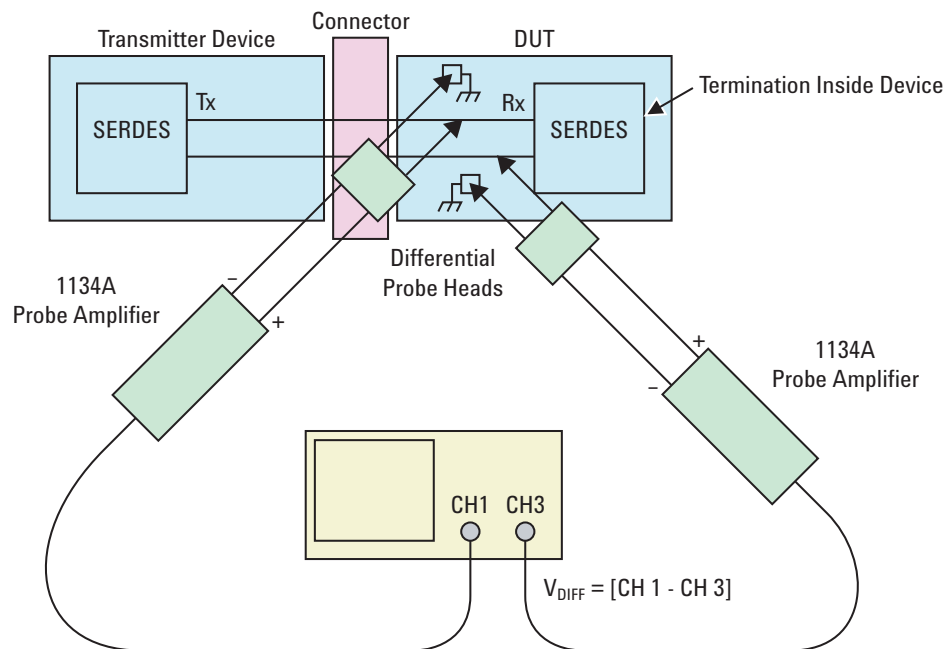 Connector
Transmitter Device
DUT
Tx
Rx
Termination Inside Device
SERDES
SERDES
Differential
Probe Heads
1134A
Probe Amplifier
–
+
+
–
1134A
Probe Amplifier
CH1
CH3
V_DIFF = [CH 1 - CH 3]